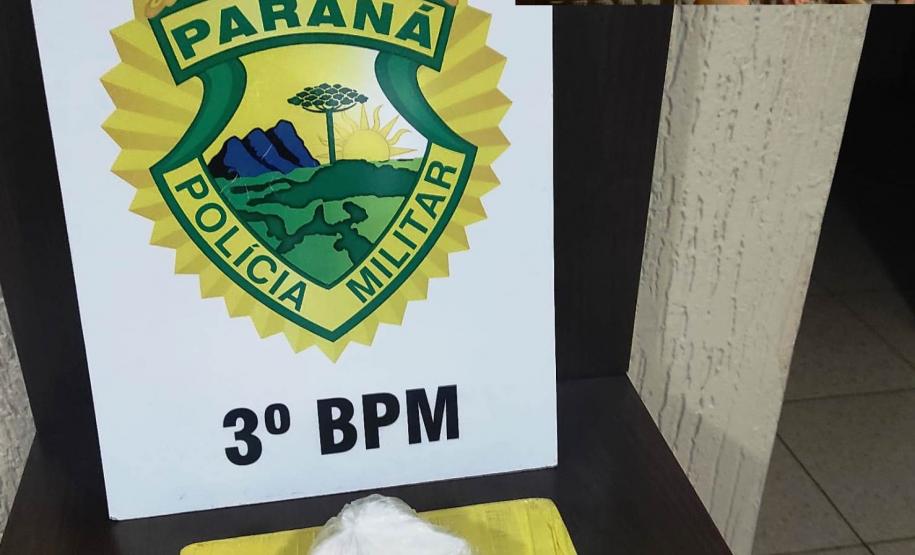 PARANÁ
POLÍCIA MILITAR
3º BPM